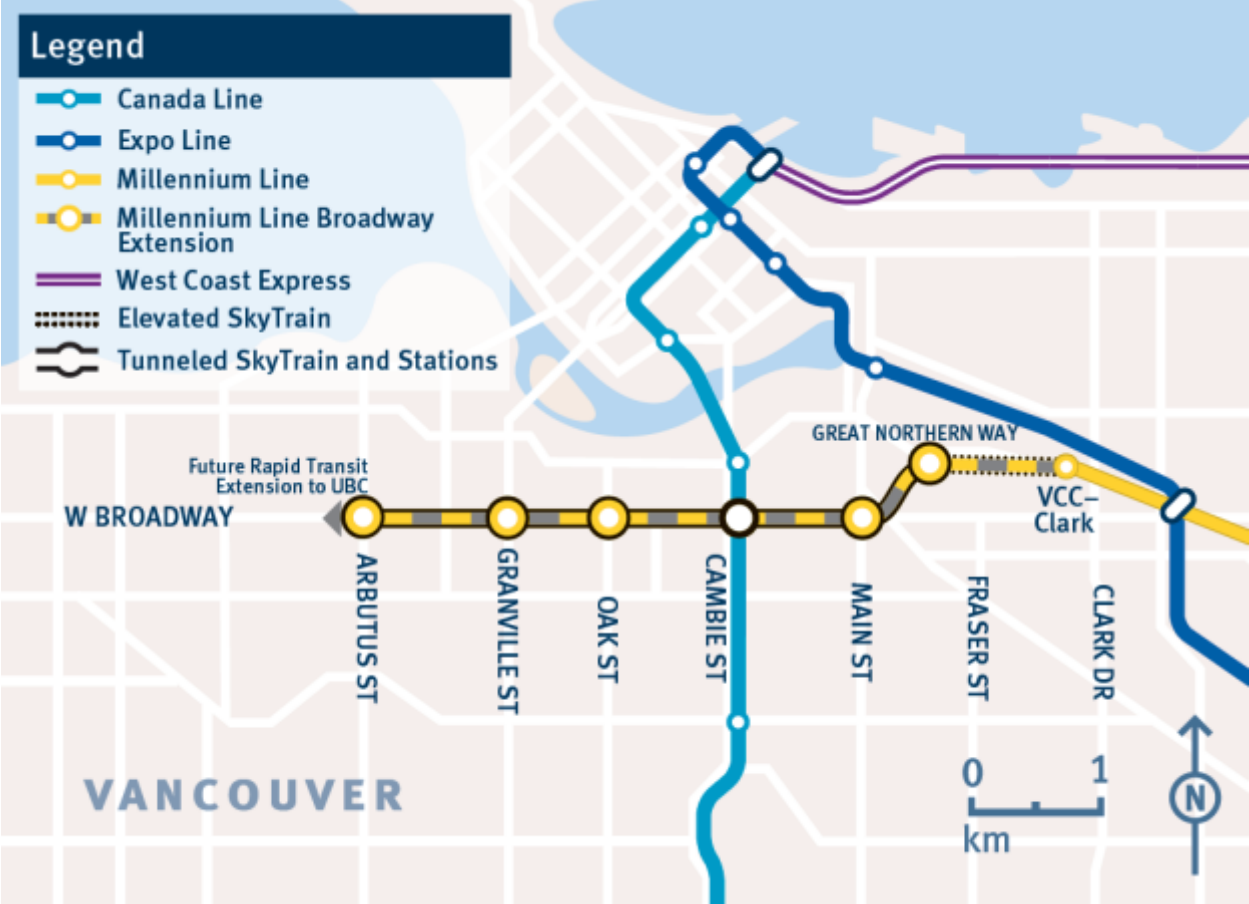 Legend
Canada Line
Expo Line
Millennium Line
Millennium Line Broadway
Extension
West Coast Express
Elevated SkyTrain
Tunneled SkyTrain and Stations
GREAT NORTHERN WAY
Future Rapid Transit
Extension to UBC
W BROADWAY
VCC–
Clark
ARBUTUS ST
GRANVILLE ST
OAK ST
CAMBIE ST
MAIN ST
FRASER ST
CLARK DR
VANCOUVER
0 1
km
N